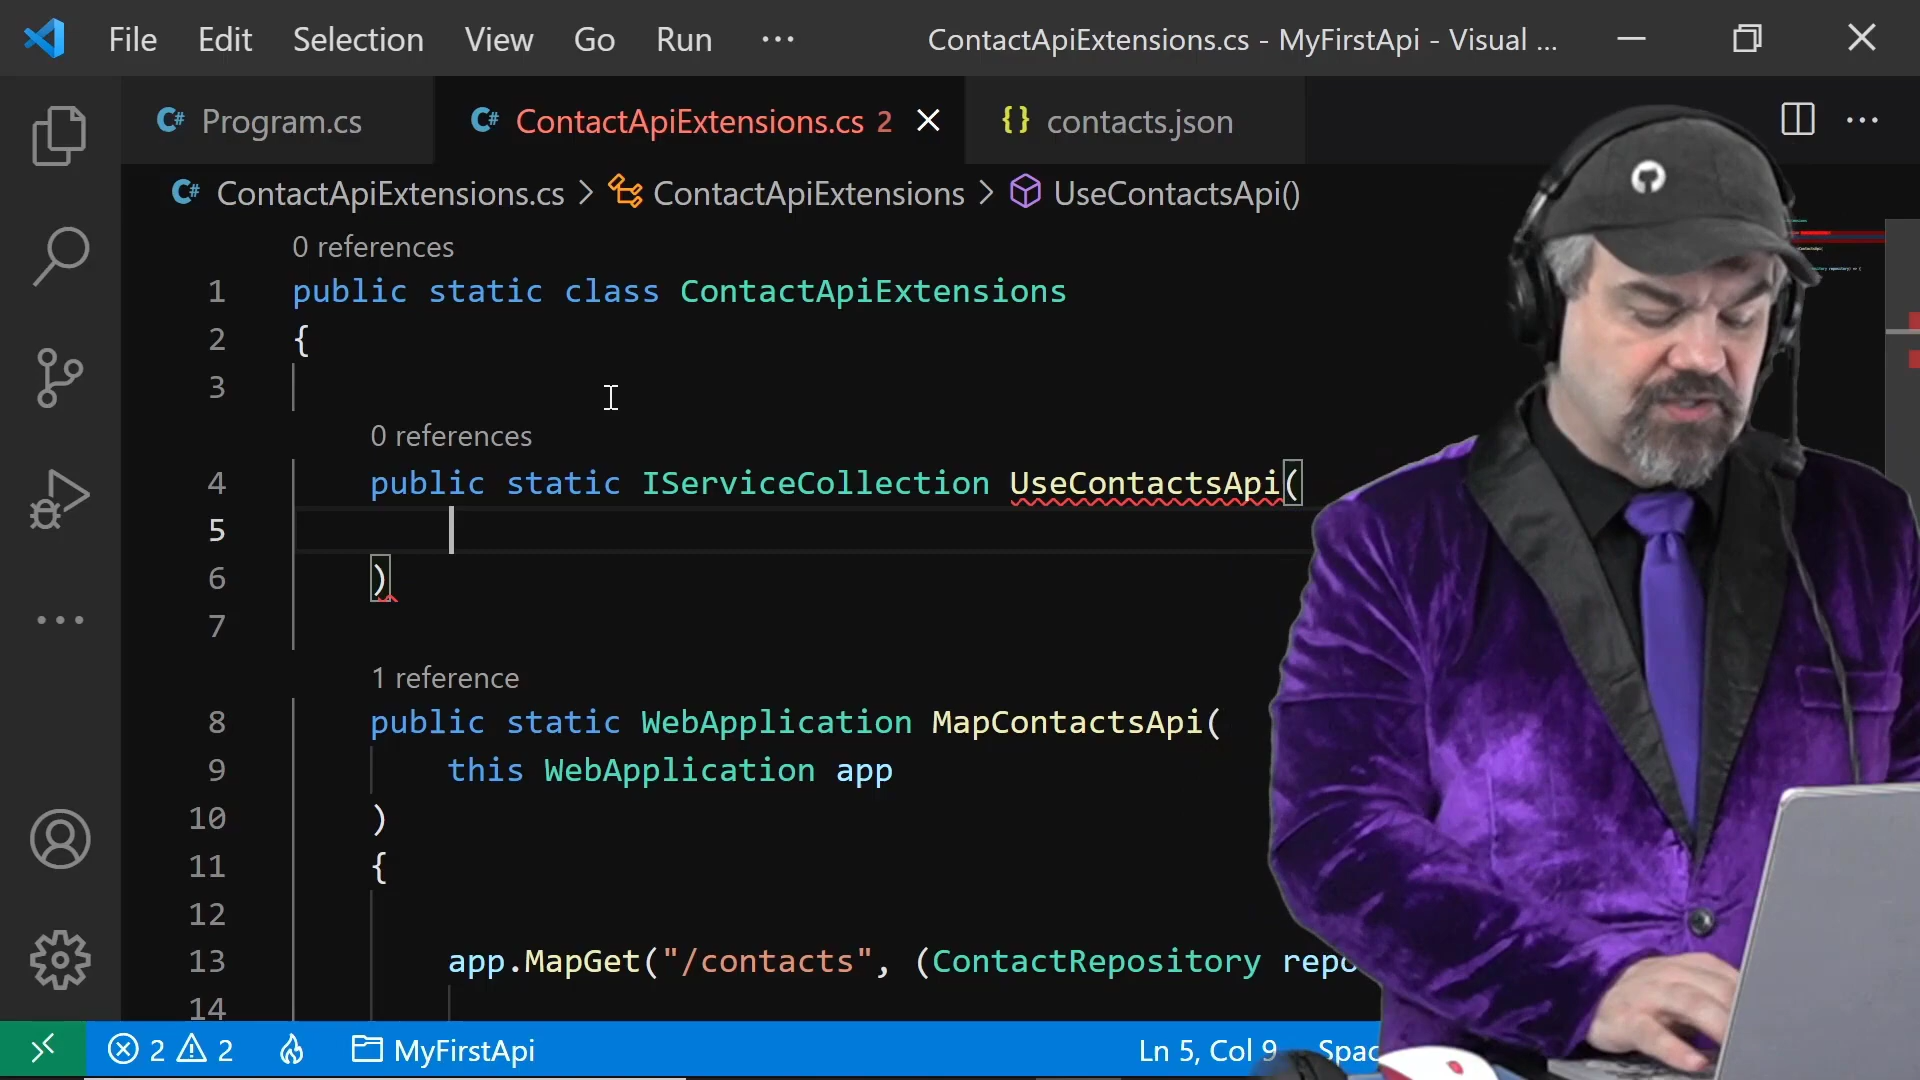 File Edit Selection View Go Run ··· ContactApiExtensions.cs - MyFirstApi - Visual ...
C# Program.cs C# ContactApiExtensions.cs 2 {} contacts.json
C# ContactApiExtensions.cs > ContactApiExtensions > UseContactsApi()
0 references
1 public static class ContactApiExtensions
2 {
3
0 references
4 public static IServiceCollection UseContactsApi(
5
6 )
7
1 reference
8 public static WebApplication MapContactsApi(
9 this WebApplication app
10 )
11 {
12
13 app.MapGet("/contacts", (ContactRepository repo
14
2 2 MyFirstApi Ln 5, Col 9 Spac